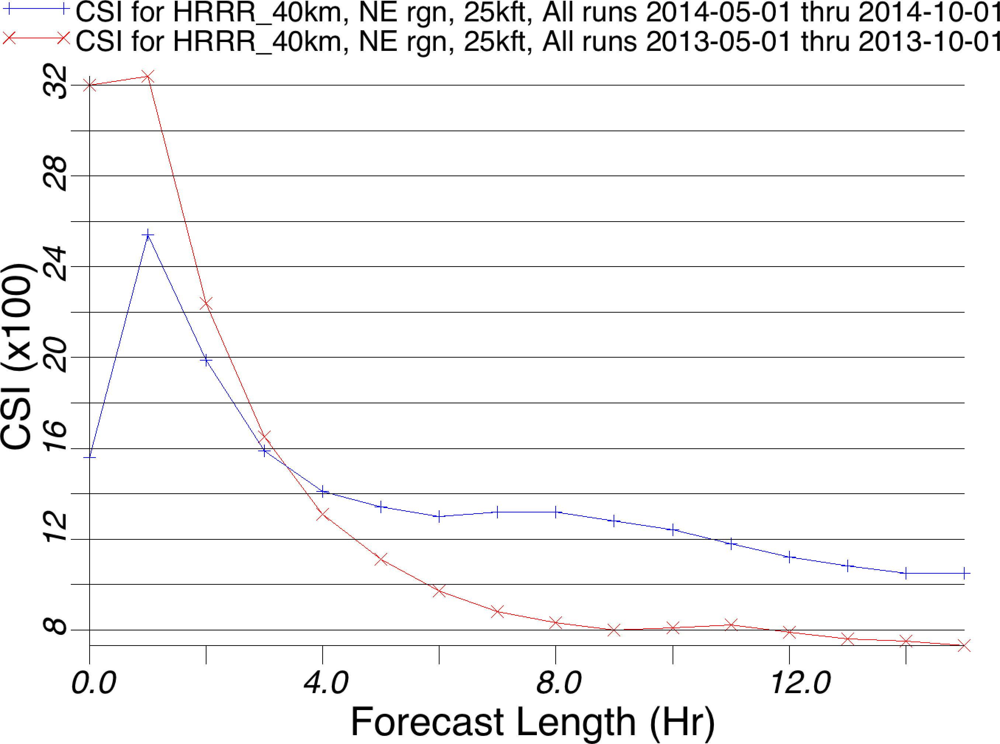 CSI for HRRR_40km, NE rgn, 25kft, All runs 2014-05-01 thru 2014-10-01
CSI for HRRR_40km, NE rgn, 25kft, All runs 2013-05-01 thru 2013-10-01
32
28
24
20
16
12
8
CSI (x100)
0.0 4.0 8.0 12.0
Forecast Length (Hr)